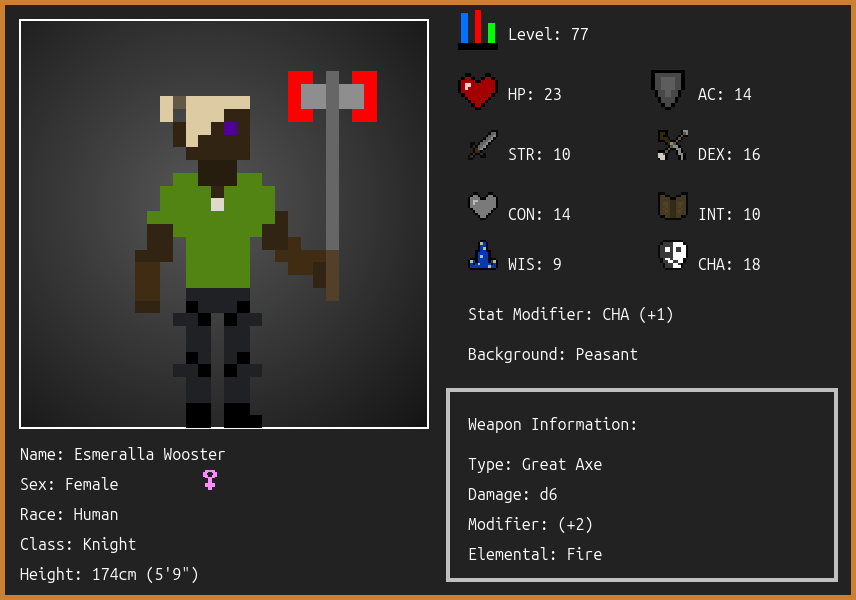 Level: 77
HP: 23
AC: 14
STR: 10
DEX: 16
CON: 14
INT: 10
WIS: 9
CHA: 18
Stat Modifier: CHA (+1)
Background: Peasant
Weapon Information:
Type: Great Axe
Damage: d6
Modifier: (+2)
Elemental: Fire
Name: Esmeralla Wooster
Sex: Female
Race: Human
Class: Knight
Height: 174cm (5'9")